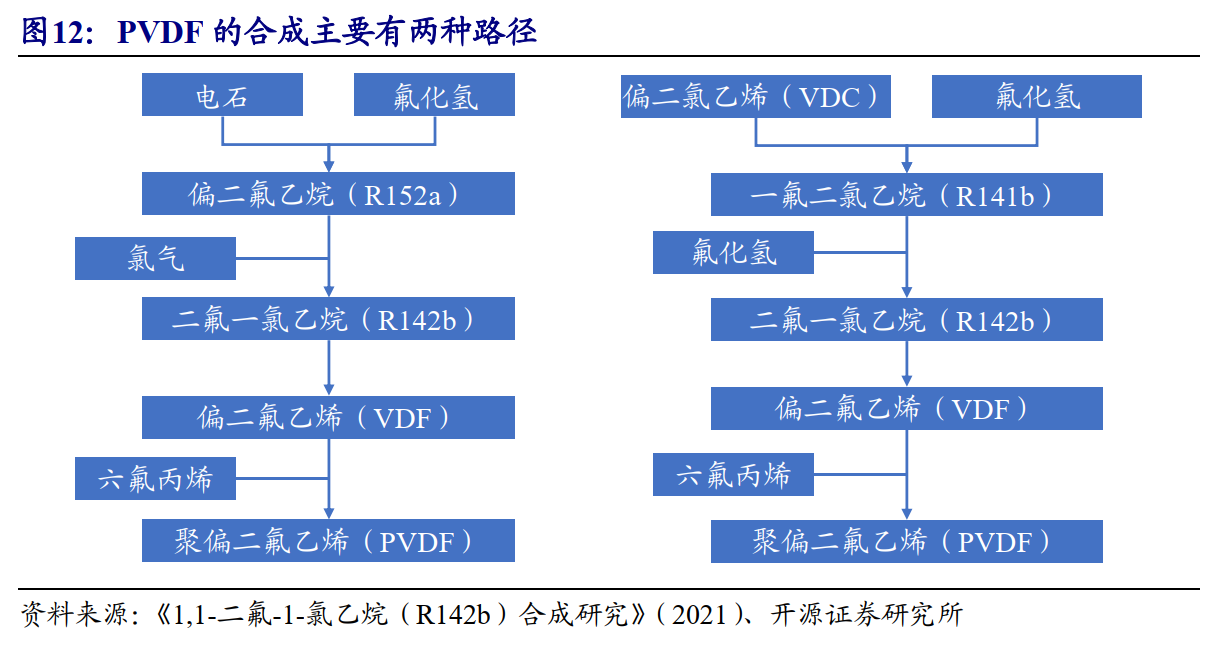 图12：PVDF 的合成主要有两种路径
电石
氟化氢
偏二氟乙烷（R152a）
氯气
二氟一氯乙烷（R142b）
偏二氟乙烯（VDF）
六氟丙烯
聚偏二氟乙烯（PVDF）
偏二氯乙烯（VDC）
氟化氢
一氟二氯乙烷（R141b）
氟化氢
二氟一氯乙烷（R142b）
偏二氟乙烯（VDF）
六氟丙烯
聚偏二氟乙烯（PVDF）
资料来源：《1,1-二氟-1-氯乙烷（R142b）合成研究》（2021）、开源证券研究所